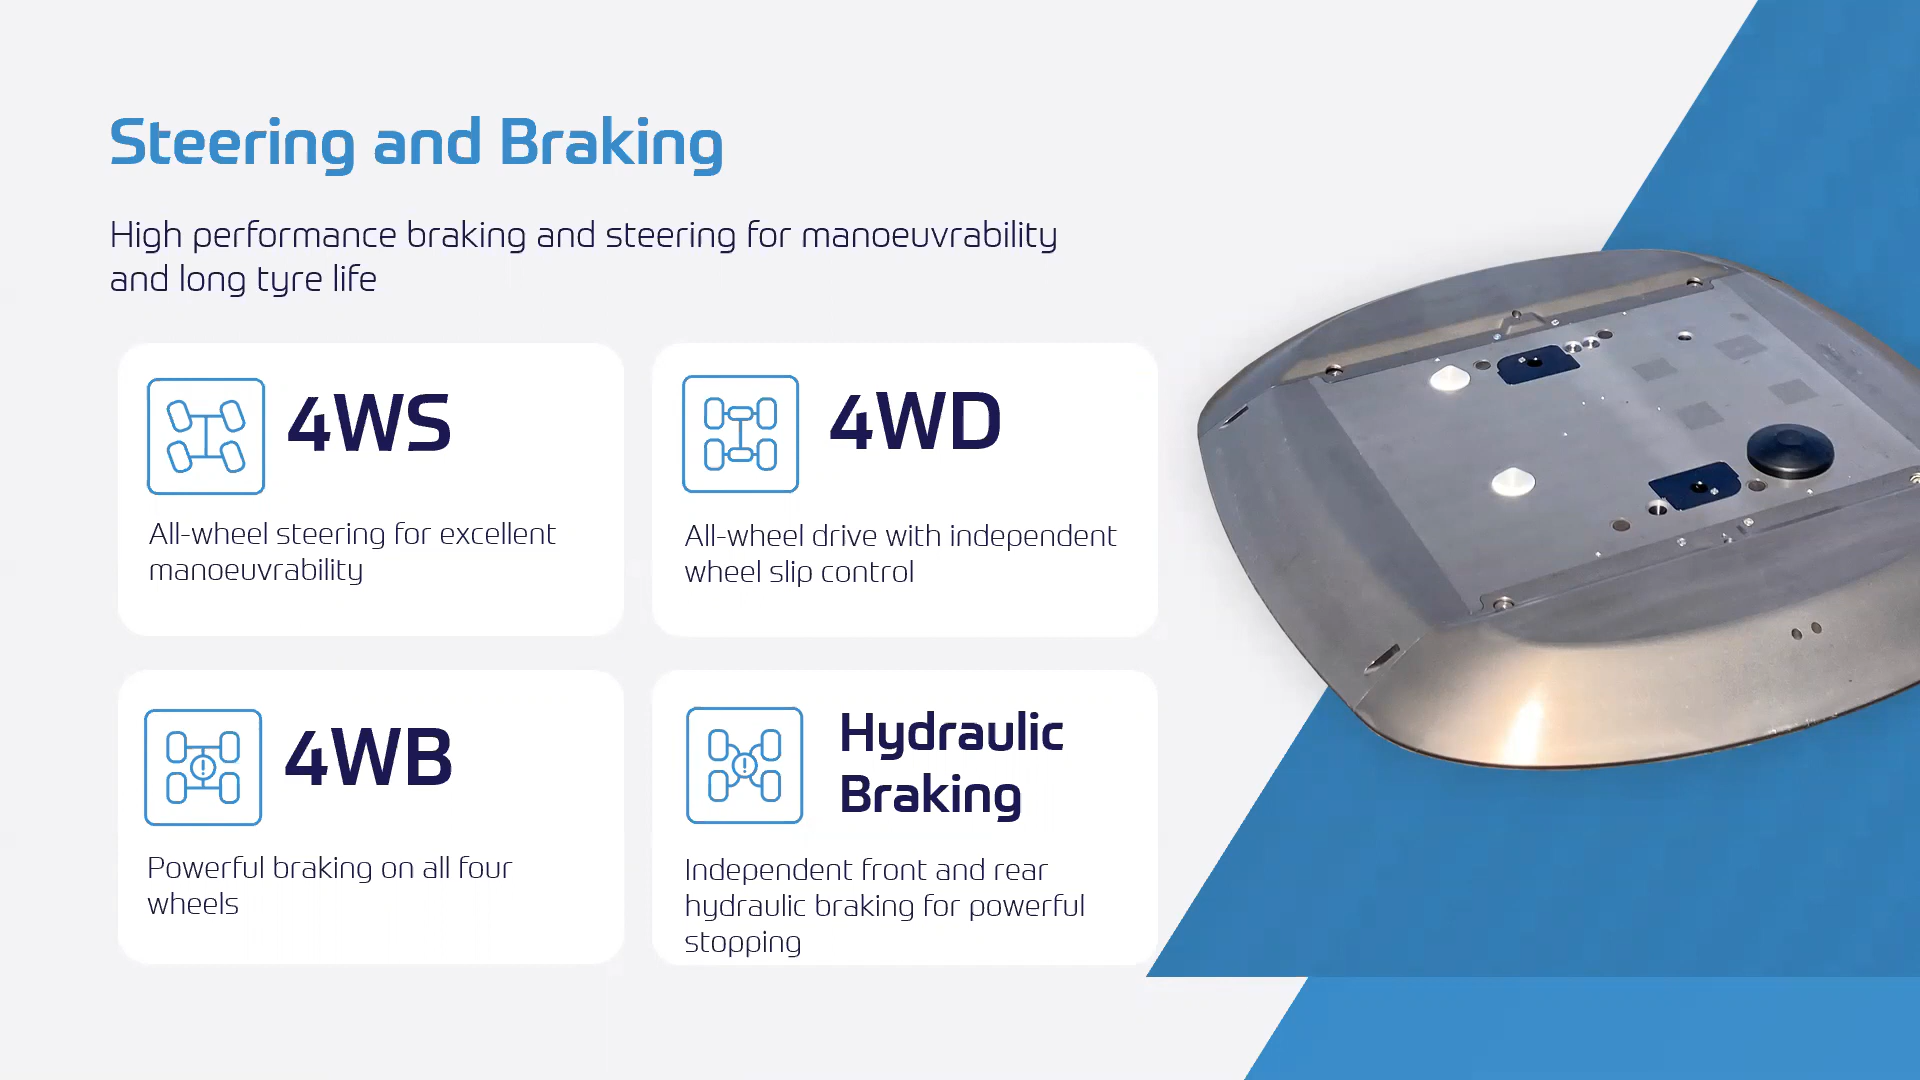 Steering and Braking
High performance braking and steering for manoeuvrability
and long tyre life
4WS
All-wheel steering for excellent
manoeuvrability
4WD
All-wheel drive with independent
wheel slip control
4WB
Powerful braking on all four
wheels
Hydraulic
Braking
Independent front and rear
hydraulic braking for powerful
stopping